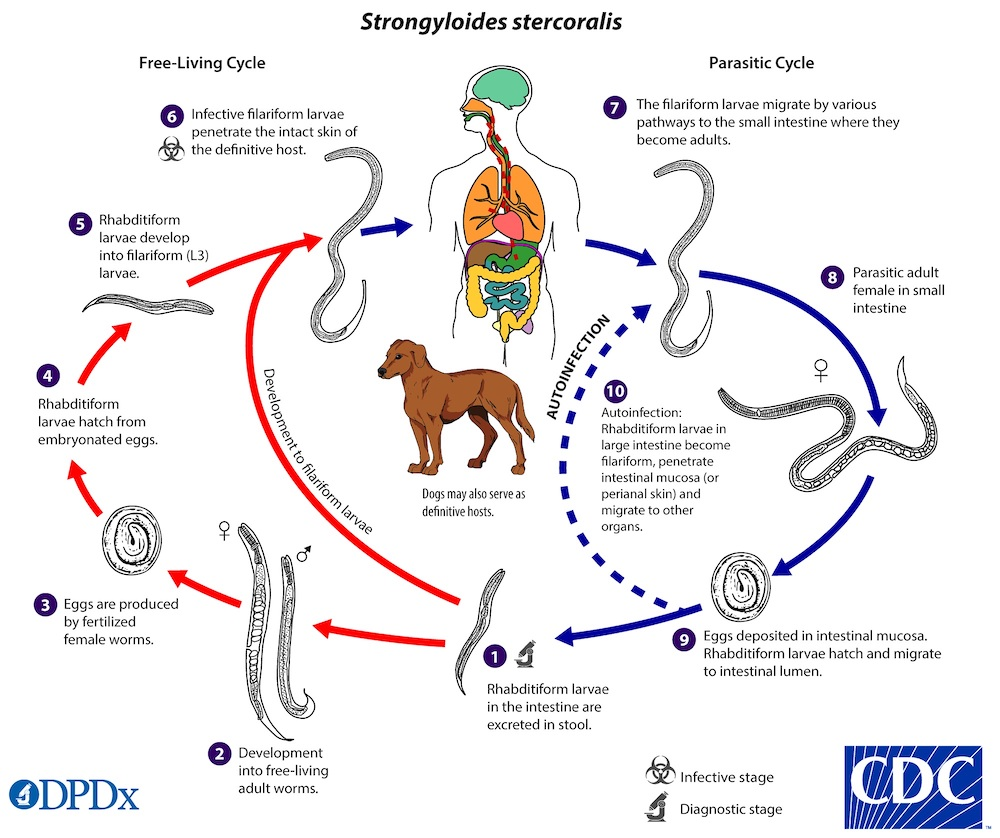 Strongyloides stercoralis
Free-Living Cycle
Parasitic Cycle
6 Infective filariform larvae
penetrate the intact skin of
the definitive host.
7 The filariform larvae migrate by various
pathways to the small intestine where they
become adults.
5 Rhabditiform
larvae develop
into filariform (L3)
larvae.
8 Parasitic adult
female in small
intestine
4
Rhabditiform
larvae hatch from
embryonated eggs.
Development to filariform larvae
AUTOINFECTION
10
Autoinfection:
Rhabditiform larvae in
large intestine become
filariform, penetrate
intestinal mucosa (or
perianal skin) and
migrate to other
organs.
♀
Dogs may also serve as
definitive hosts.
♀
♂
3 Eggs are produced
by fertilized
female worms.
9 Eggs deposited in intestinal mucosa.
Rhabditiform larvae hatch and migrate
to intestinal lumen.
1
Rhabditiform larvae
in the intestine are
excreted in stool.
2 Development
into free-living
adult worms.
Infective stage
Diagnostic stage
DPDx
CDC
TM